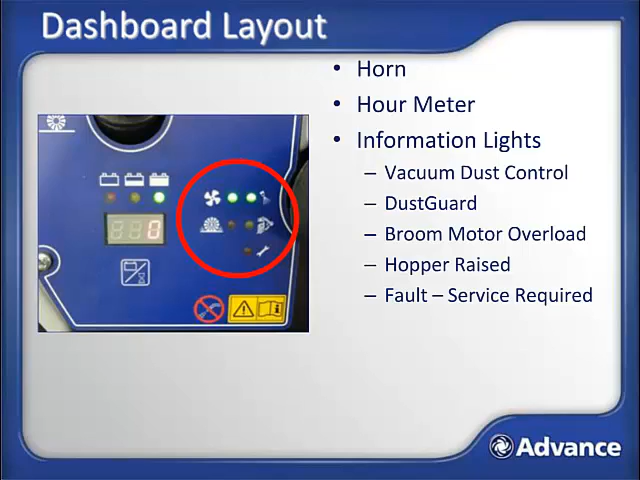 Dashboard Layout
• Horn
• Hour Meter
• Information Lights
– Vacuum Dust Control
– DustGuard
– Broom Motor Overload
– Hopper Raised
– Fault – Service Required
0
Advance